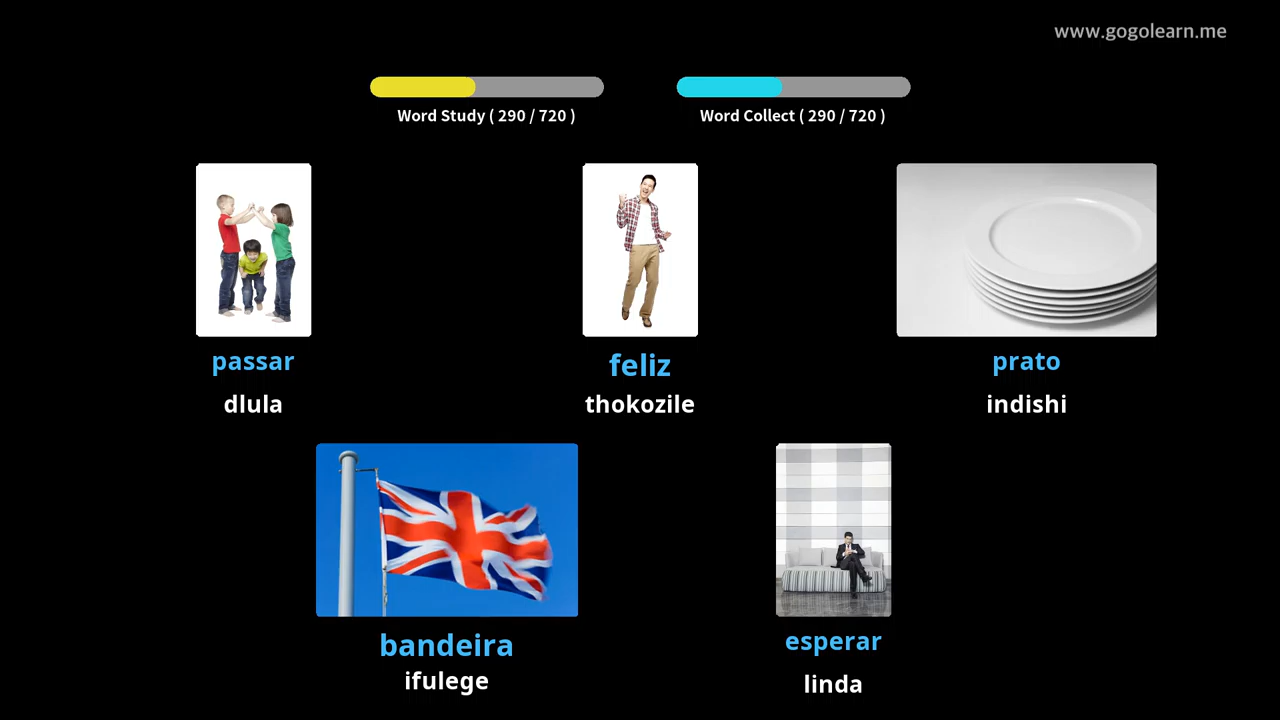 www.gogolearn.me
Word Study ( 290 / 720 )
Word Collect ( 290 / 720 )
passar
dlula
feliz
thokozile
prato
indishi
bandeira
ifulege
esperar
linda